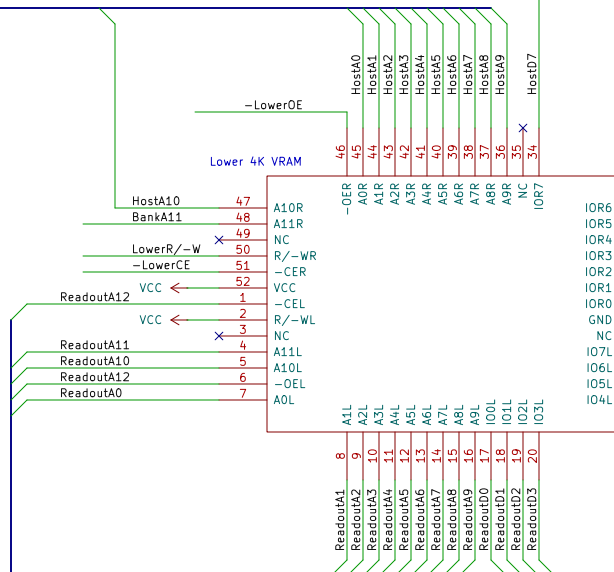 HostA0
HostA1
HostA2
HostA3
HostA4
HostA5
HostA6
HostA7
HostA8
HostA9
HostD7
-LowerOE
46
45
44
43
42
41
40
39
38
37
36
35
34
Lower 4K VRAM
-OER
A0R
A1R
A2R
A3R
A4R
A5R
A6R
A7R
A8R
A9R
NC
IOR7
HostA10 47 A10R IOR6
BankA11 48 A11R IOR5
49 NC IOR4
LowerR/-W 50 R/-WR IOR3
-LowerCE 51 -CER IOR2
VCC 52 VCC IOR1
ReadoutA12 1 -CEL IOR0
VCC 2 R/-WL GND
3 NC NC
ReadoutA11 4 A11L IO7L
ReadoutA10 5 A10L IO6L
ReadoutA12 6 -OEL IO5L
ReadoutA0 7 A0L IO4L
A1L
A2L
A3L
A4L
A5L
A6L
A7L
A8L
A9L
IO0L
IO1L
IO2L
IO3L
8
9
10
11
12
13
14
15
16
17
18
19
20
ReadoutA1
ReadoutA2
ReadoutA3
ReadoutA4
ReadoutA5
ReadoutA6
ReadoutA7
ReadoutA8
ReadoutA9
ReadoutD0
ReadoutD1
ReadoutD2
ReadoutD3